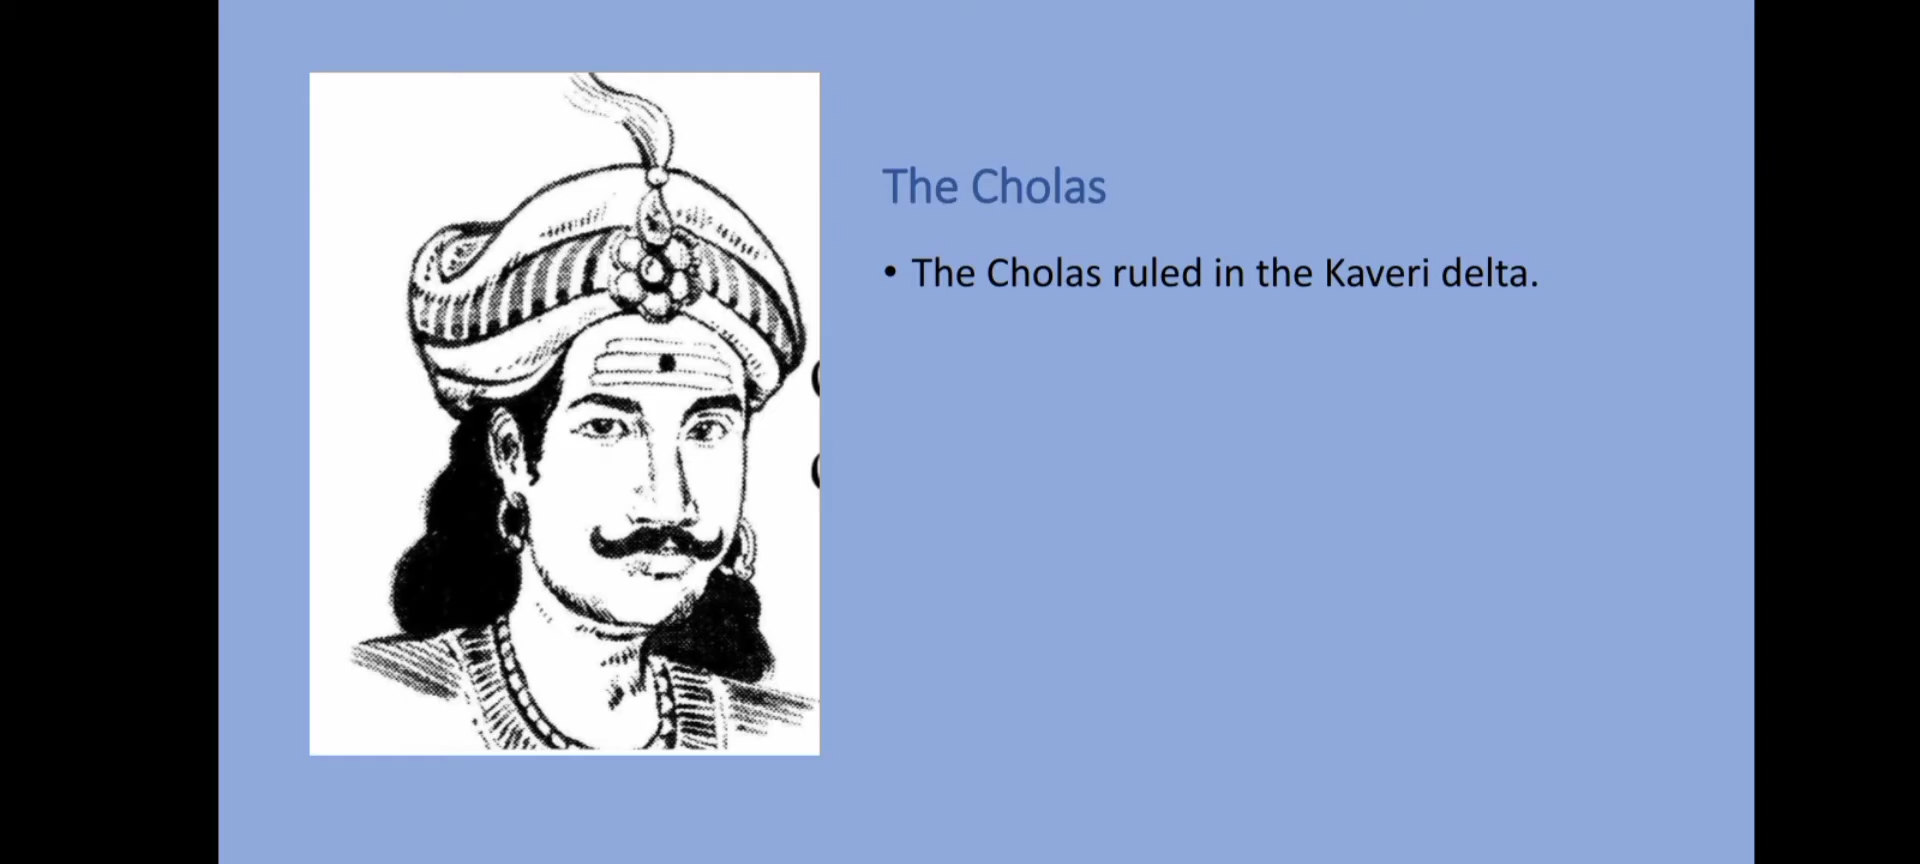 The Cholas
• The Cholas ruled in the Kaveri delta.